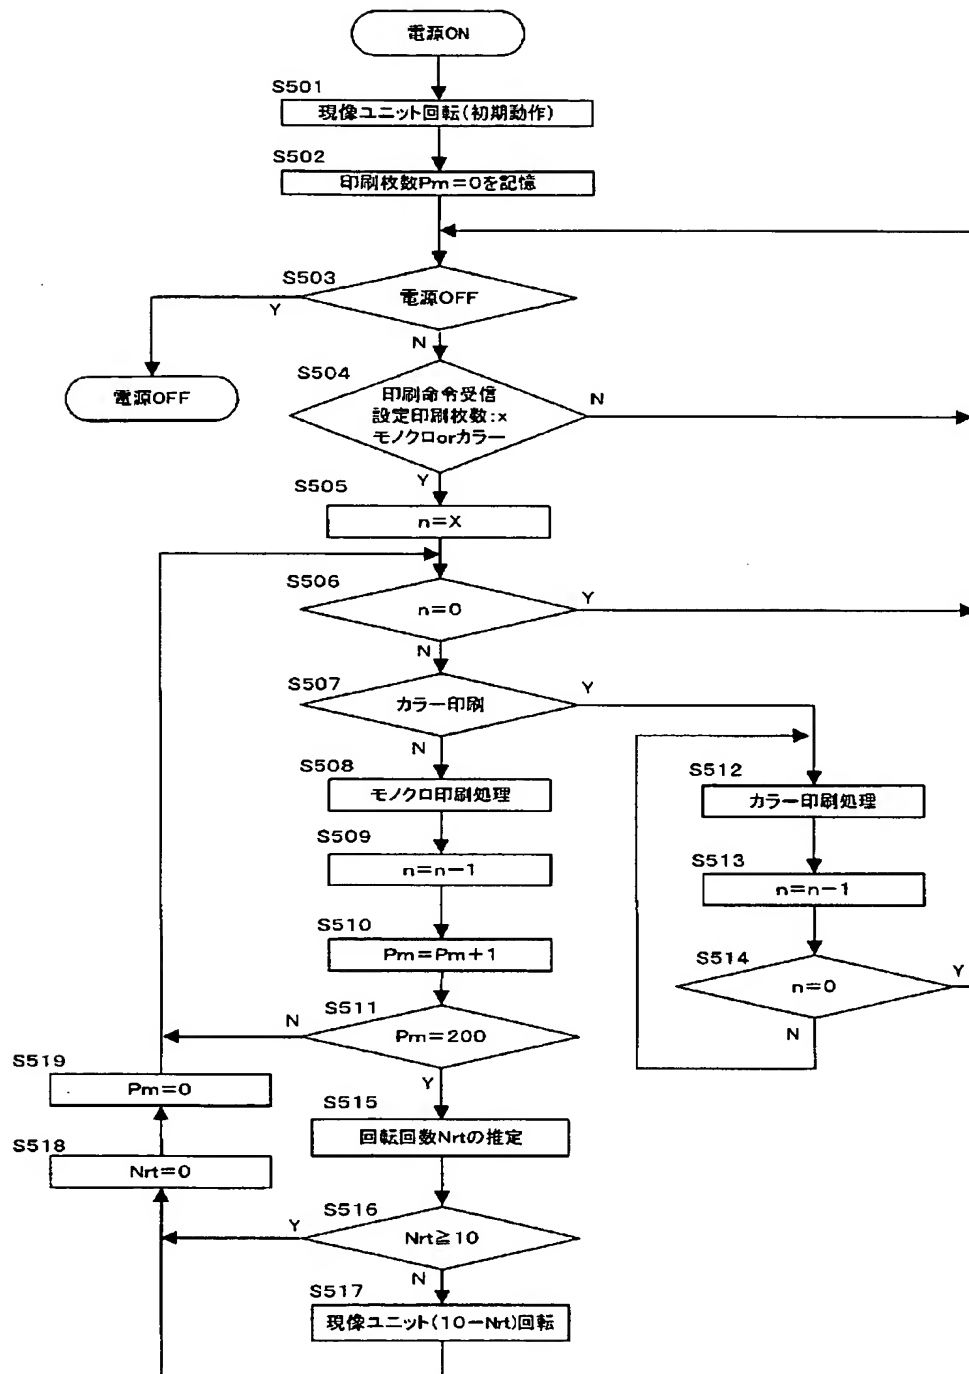 電源ON
S501
現像ユニット回転(初期動作)
S502
印刷枚数Pm=0を記憶
S503
電源OFF
Y
N
電源OFF
S504
印刷命令受信
設定印刷枚数:x
モノクロorカラー
N
Y
S505
n=X
S506
n=0
Y
N
S507
カラー印刷
Y
N
S508
モノクロ印刷処理
S509
n=n-1
S510
Pm=Pm+1
S511
Pm=200
N
Y
S512
カラー印刷処理
S513
n=n-1
S514
n=0
Y
N
S515
回転回数Nrtの推定
S516
Nrt≧10
Y
N
S517
現像ユニット(10-Nrt)回転
S518
Nrt=0
S519
Pm=0